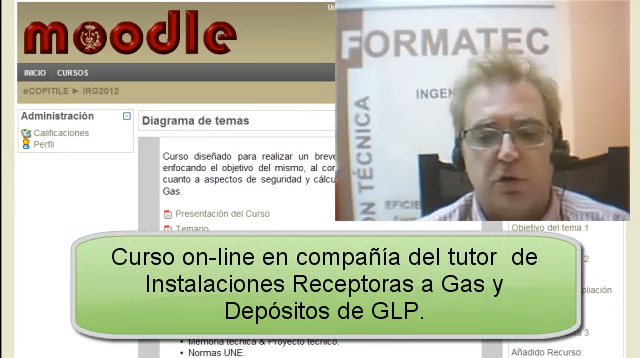 moodle
INICIO CURSOS
eCOPITILE ► IRG2012
Administración
Calificaciones
Perfil
Diagrama de temas
Curso diseñado para realizar un breve
enfocando el objetivo del mismo, al
cuanto a aspectos de seguridad y
Gas.
Presentación del Curso
Temario
FORMATEC
TÉCNICA
Objetivo del tema 1
Curso on-line en compañía del tutor de
Instalaciones Receptoras a Gas y
Depósitos de GLP.
• Memoria técnica & Proyecto técnico.
• Normas UNE.
Añadido Recurso: